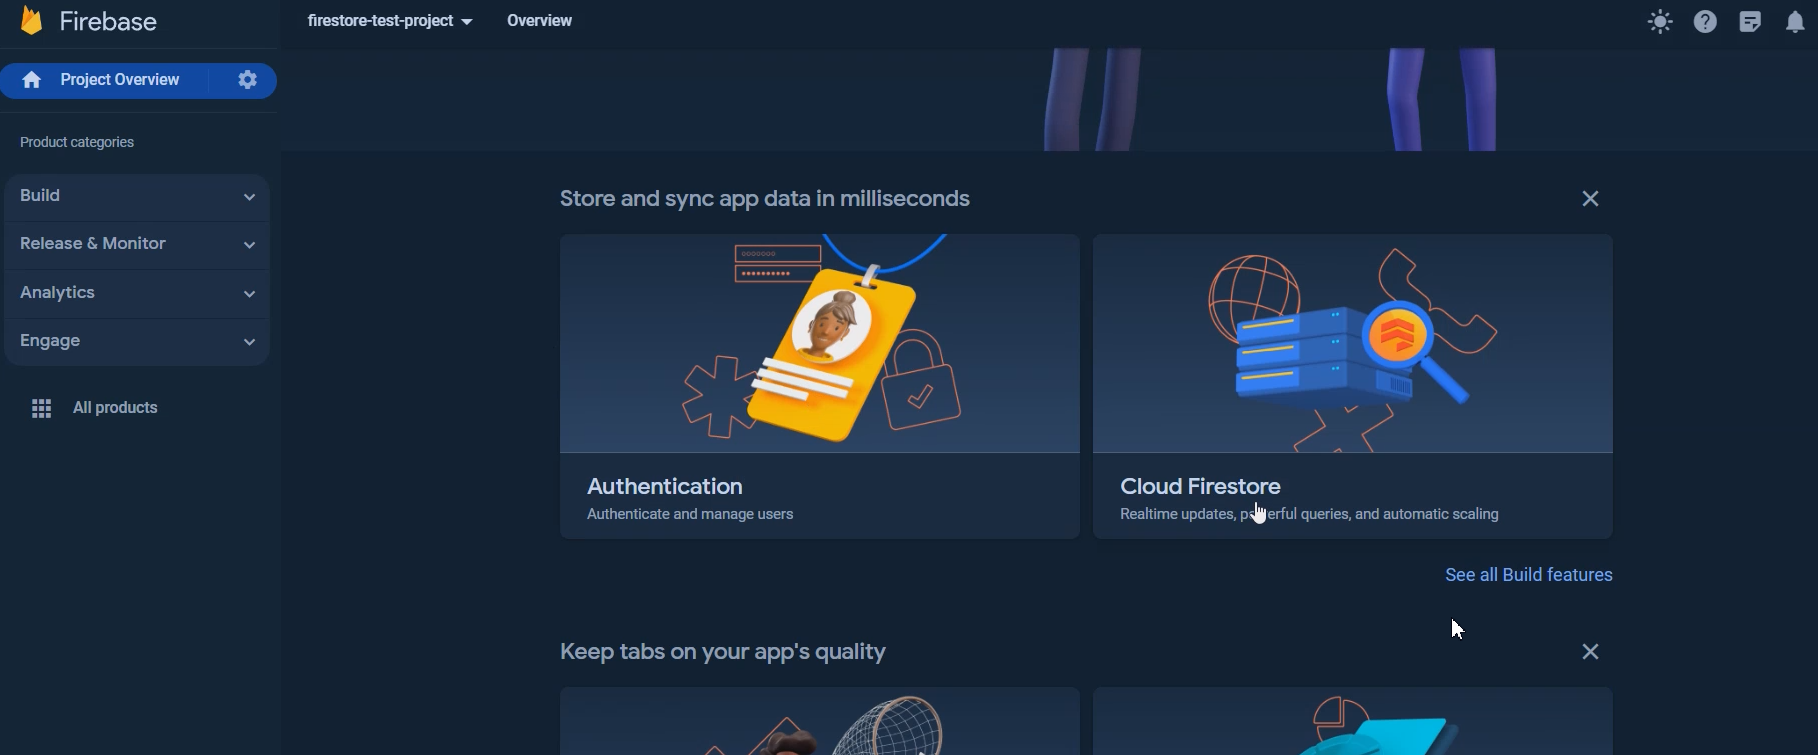 Firebase
firestore-test-project
Overview
Project Overview
Product categories
Build
Release & Monitor
Analytics
Engage
All products
Store and sync app data in milliseconds
Authentication
Authenticate and manage users
Cloud Firestore
Realtime updates, queries, and automatic scaling
See all Build features
Keep tabs on your app's quality